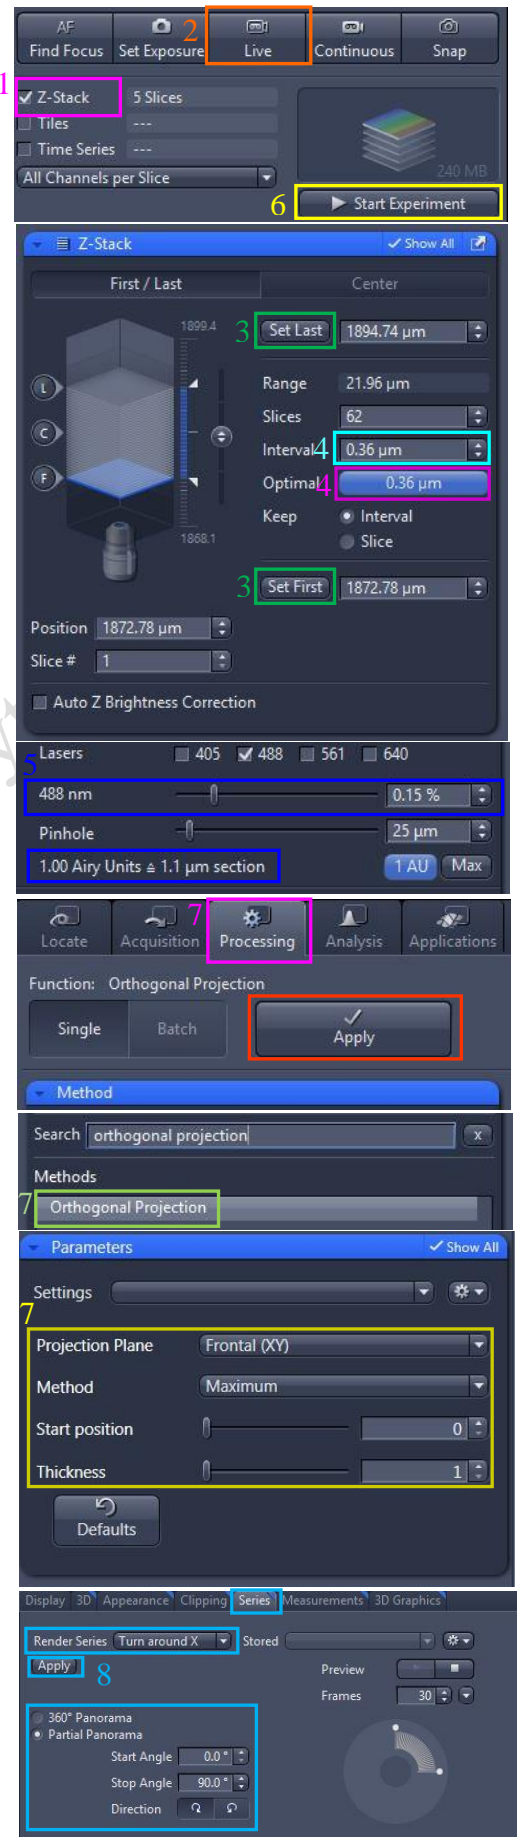 AF
Find Focus Set Exposure 2 Live Continuous Snap
1 Z-Stack 5 Slices
Tiles ---
Time Series ---
All Channels per Slice 240 MB
6 Start Experiment
Z-Stack Show All
First / Last Center
1899.4 3 Set Last 1894.74 µm
L Range 21.96 µm
Slices 62
C Interval 4 0.36 µm
F Optimal 4 0.36 µm
Keep Interval
1868.1 Slice
3 Set First 1872.78 µm
Position 1872.78 µm
Slice # 1
Auto Z Brightness Correction
Lasers 405 488 561 640
5
488 nm 0.15 %
Pinhole 25 µm
1.00 Airy Units ≙ 1.1 µm section 1 AU Max
7
Locate Acquisition Processing Analysis Applications
Function: Orthogonal Projection
Single Batch Apply
Method
Search orthogonal projection x
Methods
7 Orthogonal Projection
Parameters Show All
Settings
7
Projection Plane Frontal (XY)
Method Maximum
Start position 0
Thickness 1
Defaults
Display 3D Appearance Clipping Series Measurements 3D Graphics
Render Series Turn around X Stored
Apply 8 Preview
Frames 30
360° Panorama
Partial Panorama
Start Angle 0.0 °
Stop Angle 90.0 °
Direction